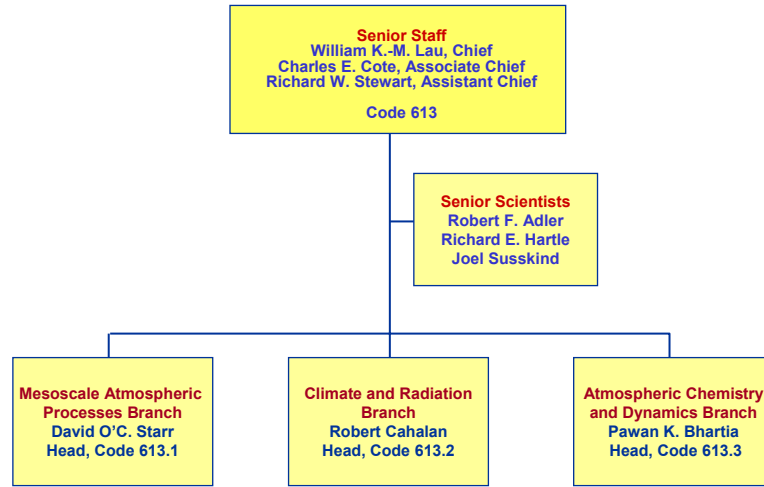 Senior Staff
William K.-M. Lau, Chief
Charles E. Cote, Associate Chief
Richard W. Stewart, Assistant Chief
Code 613
Senior Scientists
Robert F. Adler
Richard E. Hartle
Joel Susskind
Mesoscale Atmospheric
Processes Branch
David O’C. Starr
Head, Code 613.1
Climate and Radiation
Branch
Robert Cahalan
Head, Code 613.2
Atmospheric Chemistry
and Dynamics Branch
Pawan K. Bhartia
Head, Code 613.3